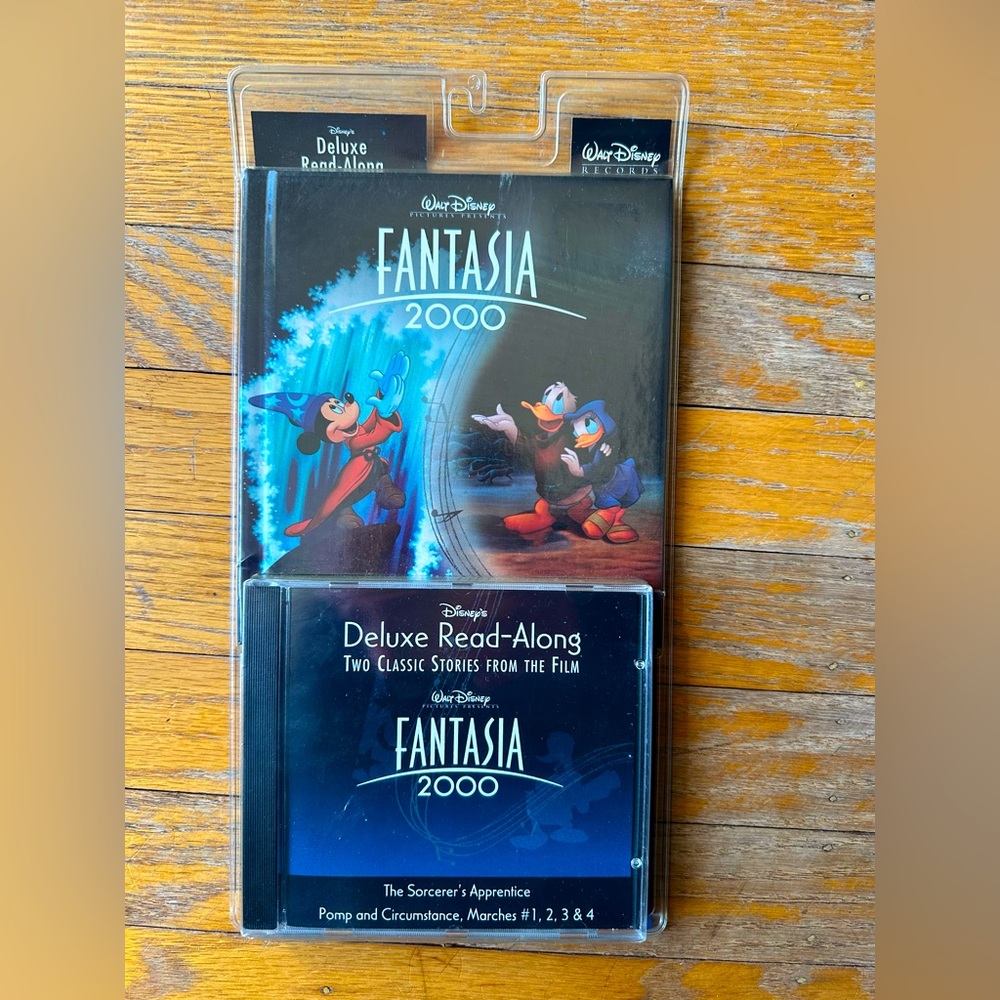 Disney's
Deluxe
Read-Along
WALT DISNEY
RECORDS
WALT DISNEY
PICTURES PRESENTS
FANTASIA
2000
DISNEY'S
Deluxe Read-Along
TWO CLASSIC STORIES FROM THE FILM
WALT DISNEY
PICTURES PRESENTS
FANTASIA
2000
The Sorcerer's Apprentice
Pomp and Circumstance, Marches #1, 2, 3 & 4